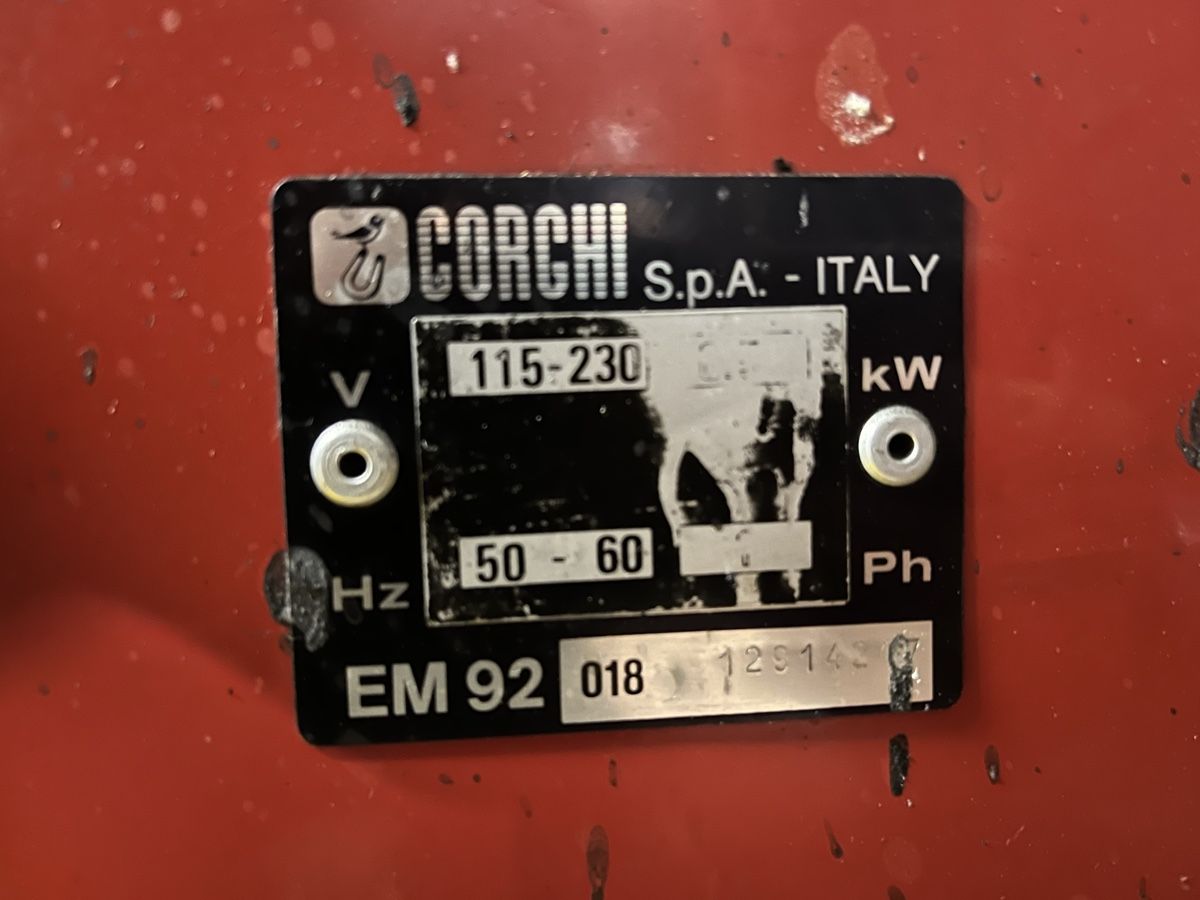 CORGHI S.p.A. - ITALY
115-230
V
kW
50 - 60
Hz
Ph
EM 92 018